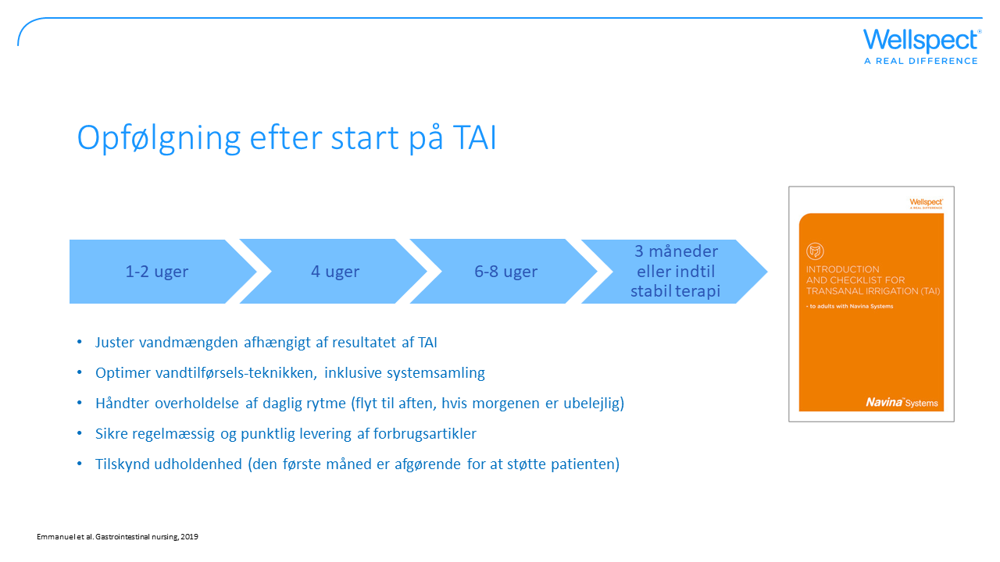 Wellspect®
A REAL DIFFERENCE
Opfølgning efter start på TAI
1-2 uger
4 uger
6-8 uger
3 måneder
eller indtil
stabil terapi
Wellspect®
A REAL DIFFERENCE
INTRODUCTION
AND CHECKLIST FOR
TRANSANAL IRRIGATION (TAI)
- to adults with Navina Systems
Navina™ Systems
• Juster vandmængden afhængigt af resultatet af TAI
• Optimer vandtilførsels-teknikken, inklusive systemsamling
• Håndter overholdelse af daglig rytme (flyt til aften, hvis morgenen er ubelejlig)
• Sikre regelmæssig og punktlig levering af forbrugsartikler
• Tilskynd udholdenhed (den første måned er afgørende for at støtte patienten)
Emmanuel et al. Gastrointestinal nursing, 2019